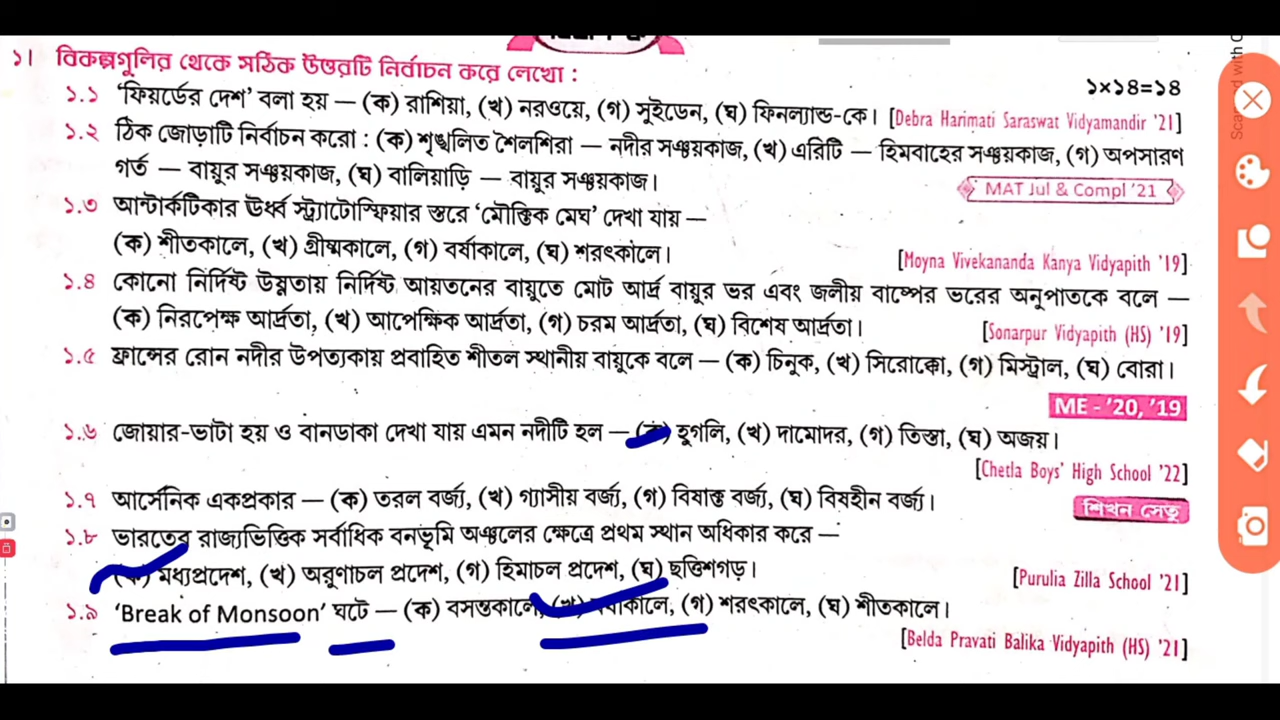 ১। বিকল্পগুলির থেকে সঠিক উত্তরটি নির্বাচন করে লেখো :
১×১৪=১৪
১.১ ‘ফিয়র্ডের দেশ’ বলা হয় — (ক) রাশিয়া, (খ) নরওয়ে, (গ) সুইডেন, (ঘ) ফিনল্যান্ড-কে। [Debra Harimati Saraswat Vidyamandir '21]
১.২ ঠিক জোড়াটি নির্বাচন করো : (ক) শৃঙ্খলিত শৈলশিরা — নদীর সঞ্চয়কাজ, (খ) এরিটি — হিমবাহের সঞ্চয়কাজ, (গ) অপসারণ
গর্ত — বায়ুর সঞ্চয়কাজ, (ঘ) বালিয়াড়ি — বায়ুর সঞ্চয়কাজ।
MAT Jul & Compl '21
১.৩ আন্টার্কটিকার ঊর্ধ্ব স্ট্র্যাটোস্ফিয়ার স্তরে ‘মৌক্তিক মেঘ’ দেখা যায় —
(ক) শীতকালে, (খ) গ্রীষ্মকালে, (গ) বর্ষাকালে, (ঘ) শরৎকালে।
[Moyna Vivekananda Kanya Vidyapith '19]
১.৪ কোনো নির্দিষ্ট উষ্ণতায় নির্দিষ্ট আয়তনের বায়ুতে মোট আর্দ্র বায়ুর ভর এবং জলীয় বাষ্পের ভরের অনুপাতকে বলে —
(ক) নিরপেক্ষ আর্দ্রতা, (খ) আপেক্ষিক আর্দ্রতা, (গ) চরম আর্দ্রতা, (ঘ) বিশেষ আর্দ্রতা।
[Sonarpur Vidyapith (HS) '19]
১.৫ ফ্রান্সের রোন নদীর উপত্যকায় প্রবাহিত শীতল স্থানীয় বায়ুকে বলে — (ক) চিনুক, (খ) সিরোক্কো, (গ) মিস্ট্রাল, (ঘ) বোরা।
ME - '20, '19
১.৬ জোয়ার-ভাটা হয় ও বানডাকা দেখা যায় এমন নদীটি হল — (ক) হুগলি, (খ) দামোদর, (গ) তিস্তা, (ঘ) অজয়।
[Chetla Boys' High School '22]
১.৭ আর্সেনিক একপ্রকার — (ক) তরল বর্জ্য, (খ) গ্যাসীয় বর্জ্য, (গ) বিষাক্ত বর্জ্য, (ঘ) বিষহীন বর্জ্য।
শিখন সেতু
১.৮ ভারতের রাজ্যভিত্তিক সর্বাধিক বনভূমি অঞ্চলের ক্ষেত্রে প্রথম স্থান অধিকার করে —
(ক) মধ্যপ্রদেশ, (খ) অরুণাচল প্রদেশ, (গ) হিমাচল প্রদেশ, (ঘ) ছত্তিশগড়।
[Purulia Zilla School '21]
১.৯ ‘Break of Monsoon’ ঘটে — (ক) বসন্তকালে, (খ) বর্ষাকালে, (গ) শরৎকালে, (ঘ) শীতকালে।
[Belda Pravati Balika Vidyapith (HS) '21]